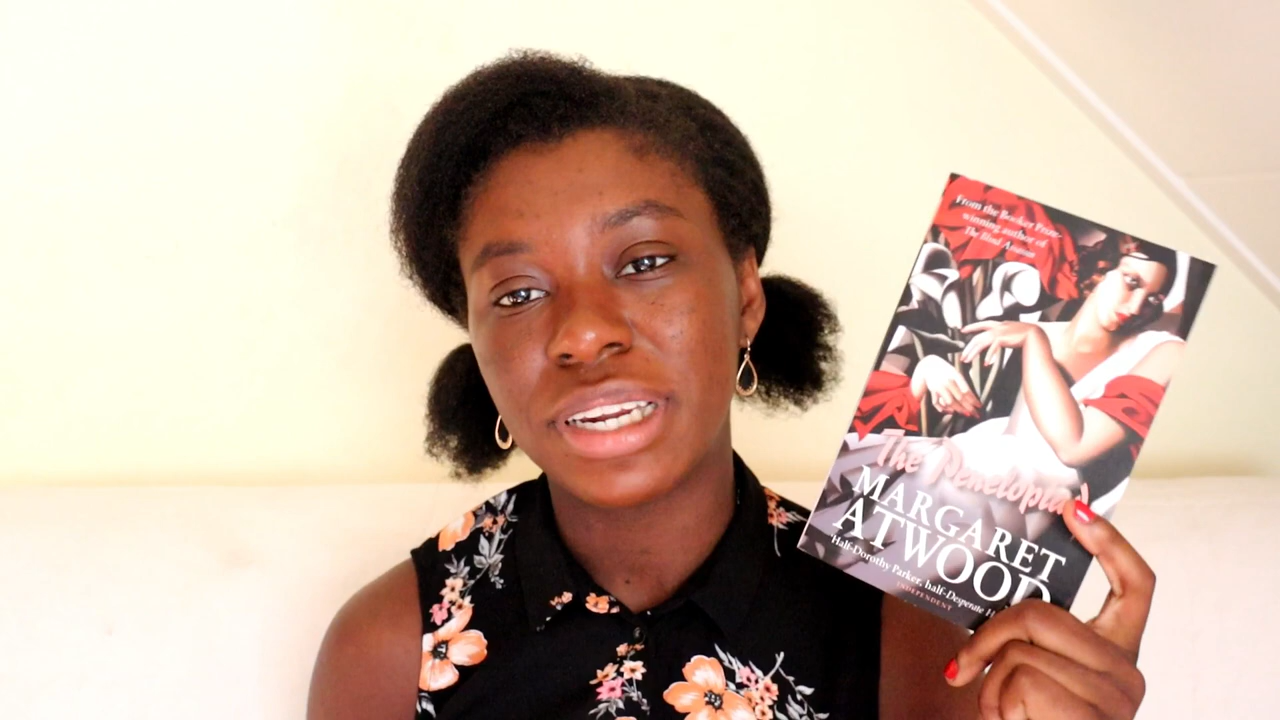 From the Booker Prize-
winning author of
The Blind Assassin
The Penelopiad
MARGARET
ATWOOD
'Half-Dorothy Parker, half-Desperate
INDEPENDENT